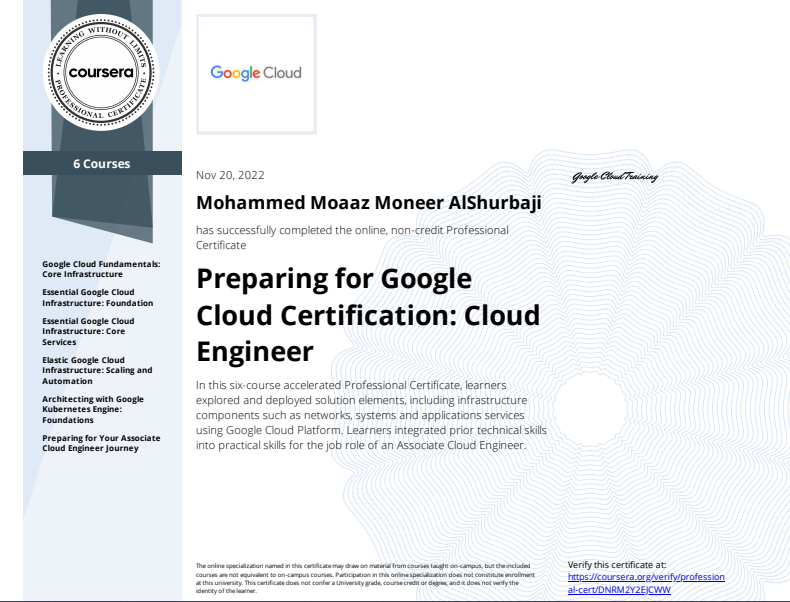 LEARNING WITHOUT LIMITS
coursera
PROFESSIONAL CERTIFICATE
6 Courses
Google Cloud Fundamentals:
Core Infrastructure
Essential Google Cloud
Infrastructure: Foundation
Essential Google Cloud
Infrastructure: Core
Services
Elastic Google Cloud
Infrastructure: Scaling and
Automation
Architecting with Google
Kubernetes Engine:
Foundations
Preparing for Your Associate
Cloud Engineer Journey
Google Cloud
Nov 20, 2022
Mohammed Moaaz Moneer AlShurbaji
has successfully completed the online, non-credit Professional
Certificate
Preparing for Google
Cloud Certification: Cloud
Engineer
In this six-course accelerated Professional Certificate, learners
explored and deployed solution elements, including infrastructure
components such as networks, systems and applications services
using Google Cloud Platform. Learners integrated prior technical skills
into practical skills for the job role of an Associate Cloud Engineer.
Google Cloud Training
The online specialization named in this certificate may draw on material from courses taught on-campus, but the included
courses are not equivalent to on-campus courses. Participation in this online specialization does not constitute enrollment
at this university. This certificate does not confer a University grade, course credit or degree, and it does not verify the
identity of the learner.
Verify this certificate at:
https://coursera.org/verify/profession
al-cert/DNRM2Y2EJCWW